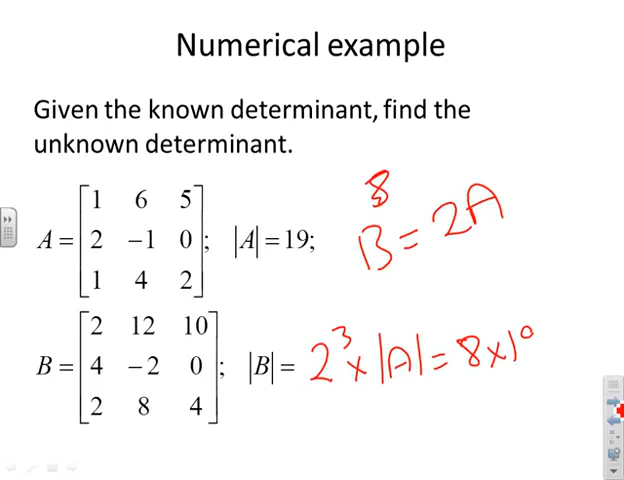 Numerical example
Given the known determinant, find the
unknown determinant.
A = [1 6 5; 2 −1 0; 1 4 2]; |A| = 19;
8
B = 2A
B = [2 12 10; 4 −2 0; 2 8 4]; |B| = 2³ × |A| = 8×1